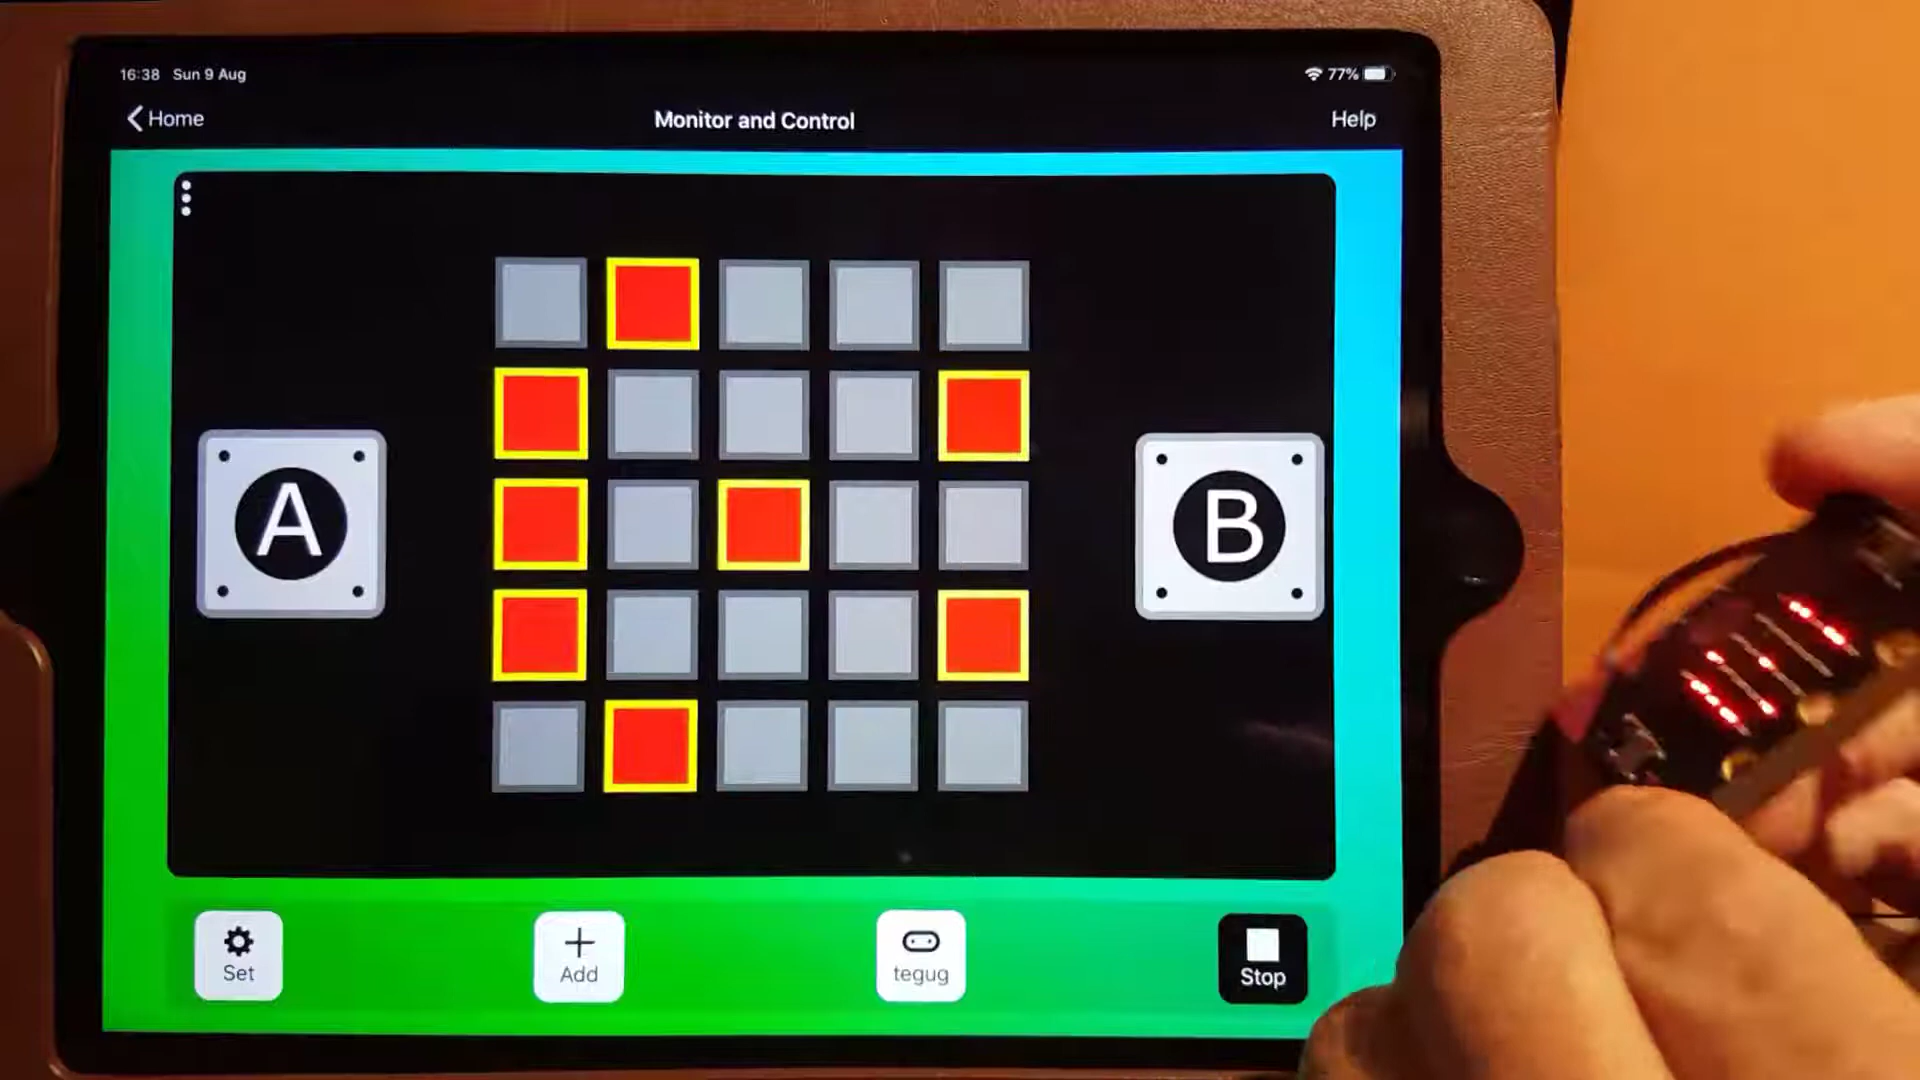 16:38 Sun 9 Aug
77%
Home
Monitor and Control
Help
A
B
Set
Add
tegug
Stop